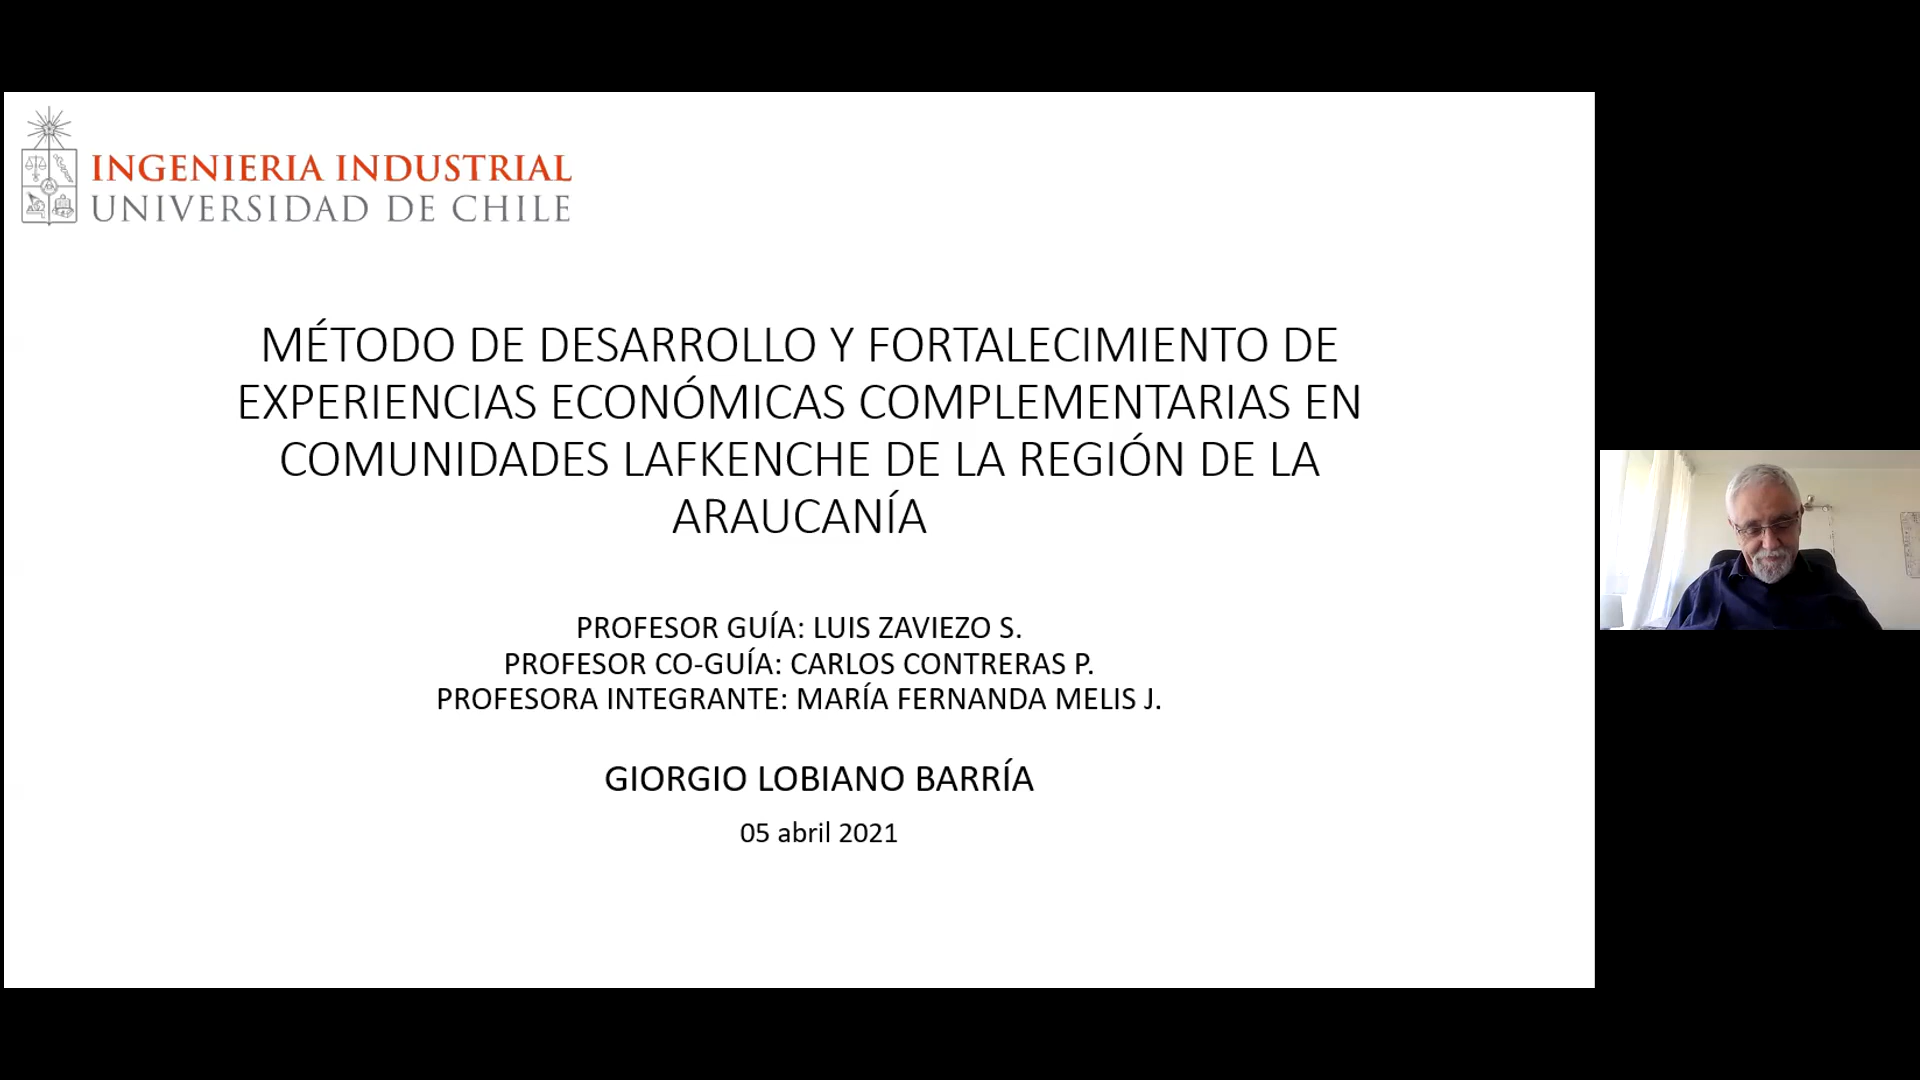 INGENIERIA INDUSTRIAL
UNIVERSIDAD DE CHILE
MÉTODO DE DESARROLLO Y FORTALECIMIENTO DE
EXPERIENCIAS ECONÓMICAS COMPLEMENTARIAS EN
COMUNIDADES LAFKENCHE DE LA REGIÓN DE LA
ARAUCANÍA
PROFESOR GUÍA: LUIS ZAVIEZO S.
PROFESOR CO-GUÍA: CARLOS CONTRERAS P.
PROFESORA INTEGRANTE: MARÍA FERNANDA MELIS J.
GIORGIO LOBIANO BARRÍA
05 abril 2021